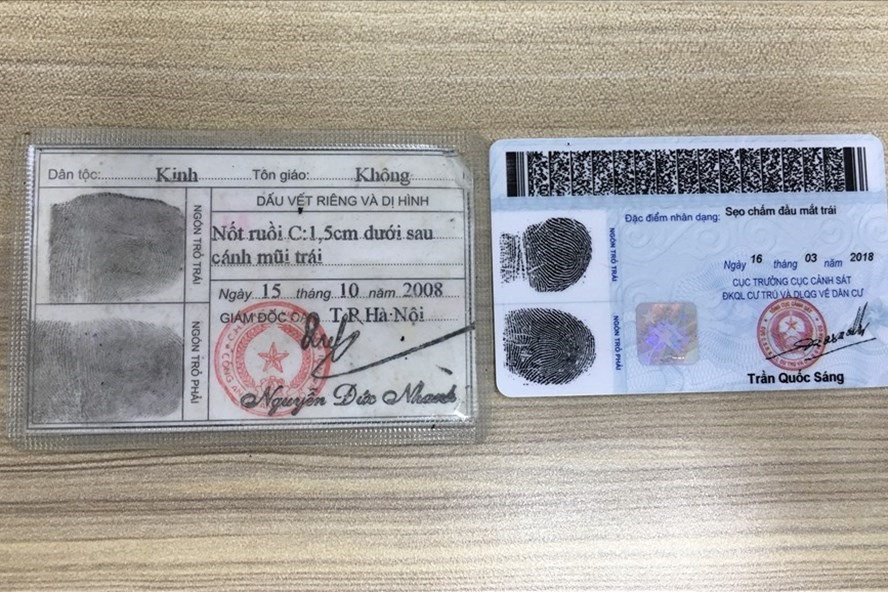 Dân tộc: Kinh Tôn giáo: Không
DẤU VẾT RIÊNG VÀ DỊ HÌNH
Nốt ruồi C:1,5cm dưới sau
cánh mũi trái
Ngày 15 tháng 10 năm 2008
GIÁM ĐỐC CA T.P Hà Nội
Nguyễn Đức Nhanh
NGÓN TRỎ TRÁI
NGÓN TRỎ PHẢI
Đặc điểm nhân dạng: Sẹo chấm đầu mắt trái
Ngày 16 tháng 03 năm 2018
CỤC TRƯỞNG CỤC CẢNH SÁT
ĐKQL CƯ TRÚ VÀ DLQG VỀ DÂN CƯ
Trần Quốc Sáng
NGÓN TRỎ TRÁI
NGÓN TRỎ PHẢI